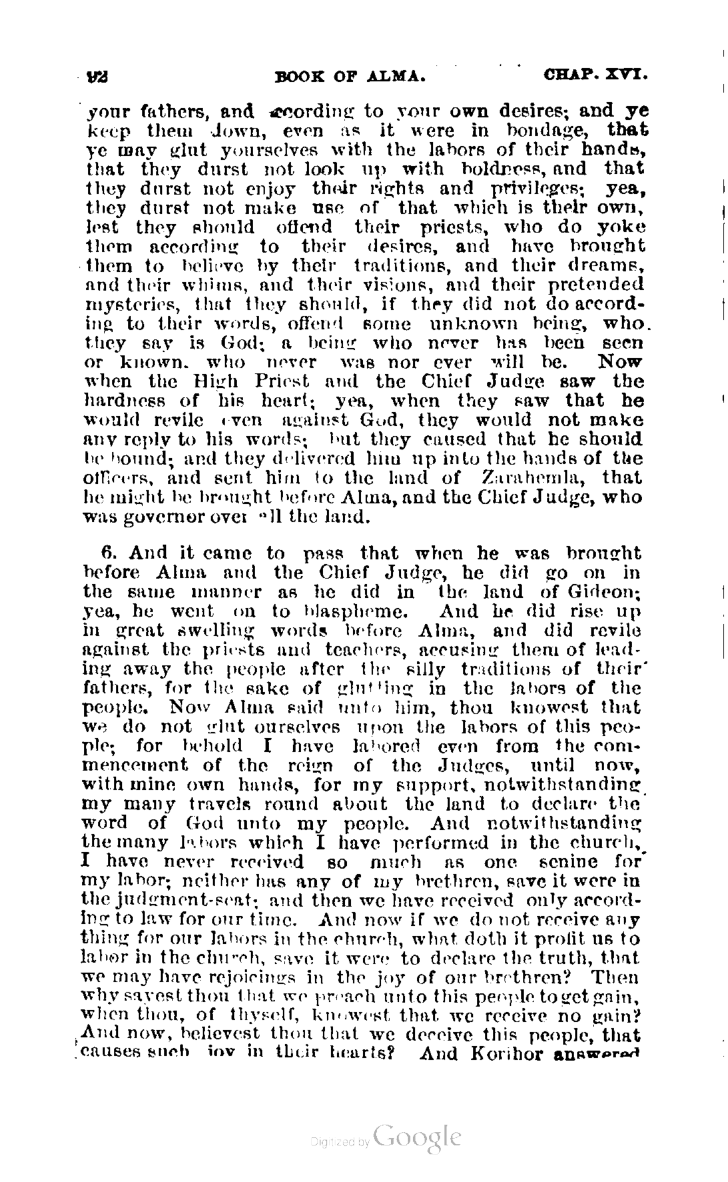 92 BOOK OF ALMA. CHAP. XVI.
your fathers, and according to your own desires; and ye
keep them down, even as it were in bondage, that
ye may glut yourselves with the labors of their hands,
that they durst not look up with boldness, and that
they durst not enjoy their rights and privileges; yea,
they durst not make use of that which is their own,
lest they should offend their priests, who do yoke
them according to their desires, and have brought
them to believe by their traditions, and their dreams,
and their whims, and their visions, and their pretended
mysteries, that they should, if they did not do accord-
ing to their words, offend some unknown being, who
they say is God; a being who never has been seen
or known. who never was nor ever will be. Now
when the High Priest and the Chief Judge saw the
hardness of his heart; yea, when they saw that he
would revile even against God, they would not make
any reply to his words; but they caused that he should
be bound; and they delivered him up into the hands of the
officers, and sent him to the land of Zarahemla, that
he might be brought before Alma, and the Chief Judge, who
was governor over all the land.
6. And it came to pass that when he was brought
before Alma and the Chief Judge, he did go on in
the same manner as he did in the land of Gideon;
yea, he went on to blaspheme. And he did rise up
in great swelling words before Alma, and did revile
against the priests and teachers, accusing them of lead-
ing away the people after the silly traditions of their
fathers, for the sake of glutting in the labors of the
people. Now Alma said unto him, thou knowest that
we do not glut ourselves upon the labors of this peo-
ple; for behold I have labored even from the com-
mencement of the reign of the Judges, until now,
with mine own hands, for my support, notwithstanding
my many travels round about the land to declare the
word of God unto my people. And notwithstanding
the many labors which I have performed in the church,
I have never received so much as one senine for
my labor; neither has any of my brethren, save it were in
the judgment-seat; and then we have received only accord-
ing to law for our time. And now if we do not receive any
thing for our labors in the church, what doth it profit us to
labor in the church, save it were to declare the truth, that
we may have rejoicings in the joy of our brethren? Then
why sayest thou that we preach unto this people to get gain,
when thou, of thyself, knowest that we receive no gain?
And now, believest thou that we deceive this people, that
causes such joy in their hearts? And Korihor answered
Digitized by Google